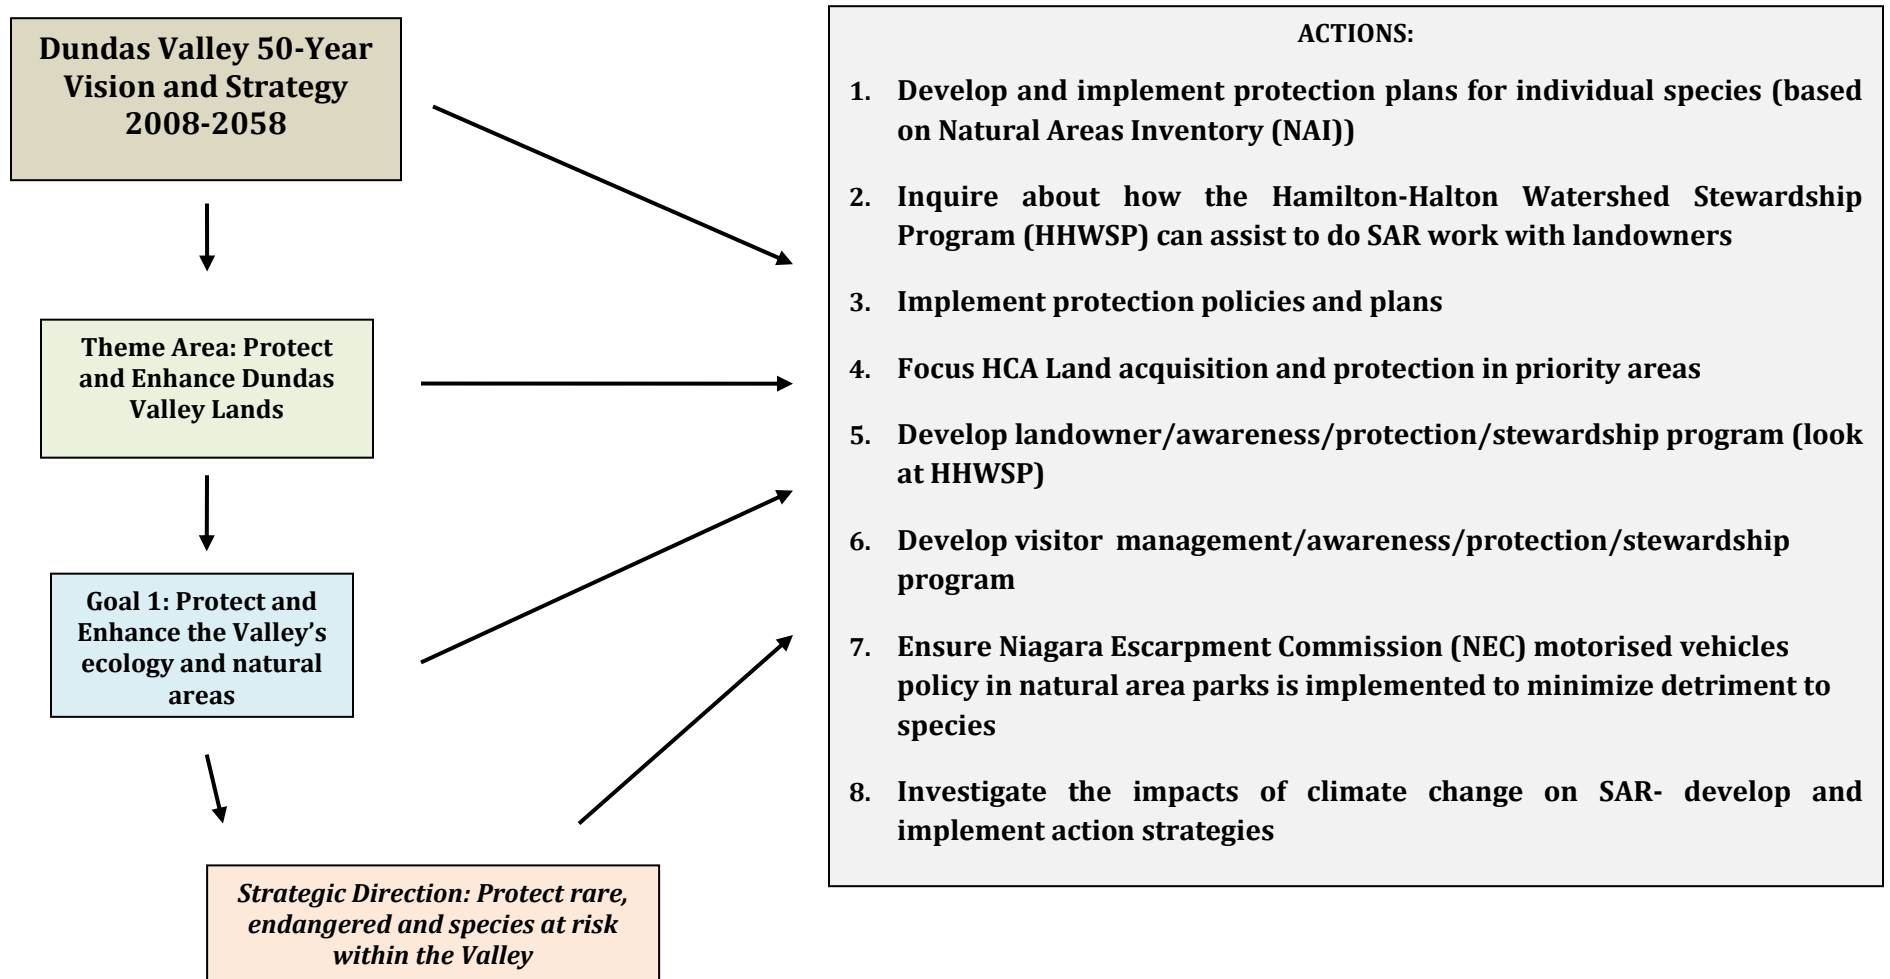 Dundas Valley 50-Year
Vision and Strategy
2008-2058
Theme Area: Protect
and Enhance Dundas
Valley Lands
Goal 1: Protect and
Enhance the Valley’s
ecology and natural
areas
Strategic Direction: Protect rare,
endangered and species at risk
within the Valley
ACTIONS:
1. Develop and implement protection plans for individual species (based
on Natural Areas Inventory (NAI))
2. Inquire about how the Hamilton-Halton Watershed Stewardship
Program (HHWSP) can assist to do SAR work with landowners
3. Implement protection policies and plans
4. Focus HCA Land acquisition and protection in priority areas
5. Develop landowner/awareness/protection/stewardship program (look
at HHWSP)
6. Develop visitor management/awareness/protection/stewardship
program
7. Ensure Niagara Escarpment Commission (NEC) motorised vehicles
policy in natural area parks is implemented to minimize detriment to
species
8. Investigate the impacts of climate change on SAR- develop and
implement action strategies